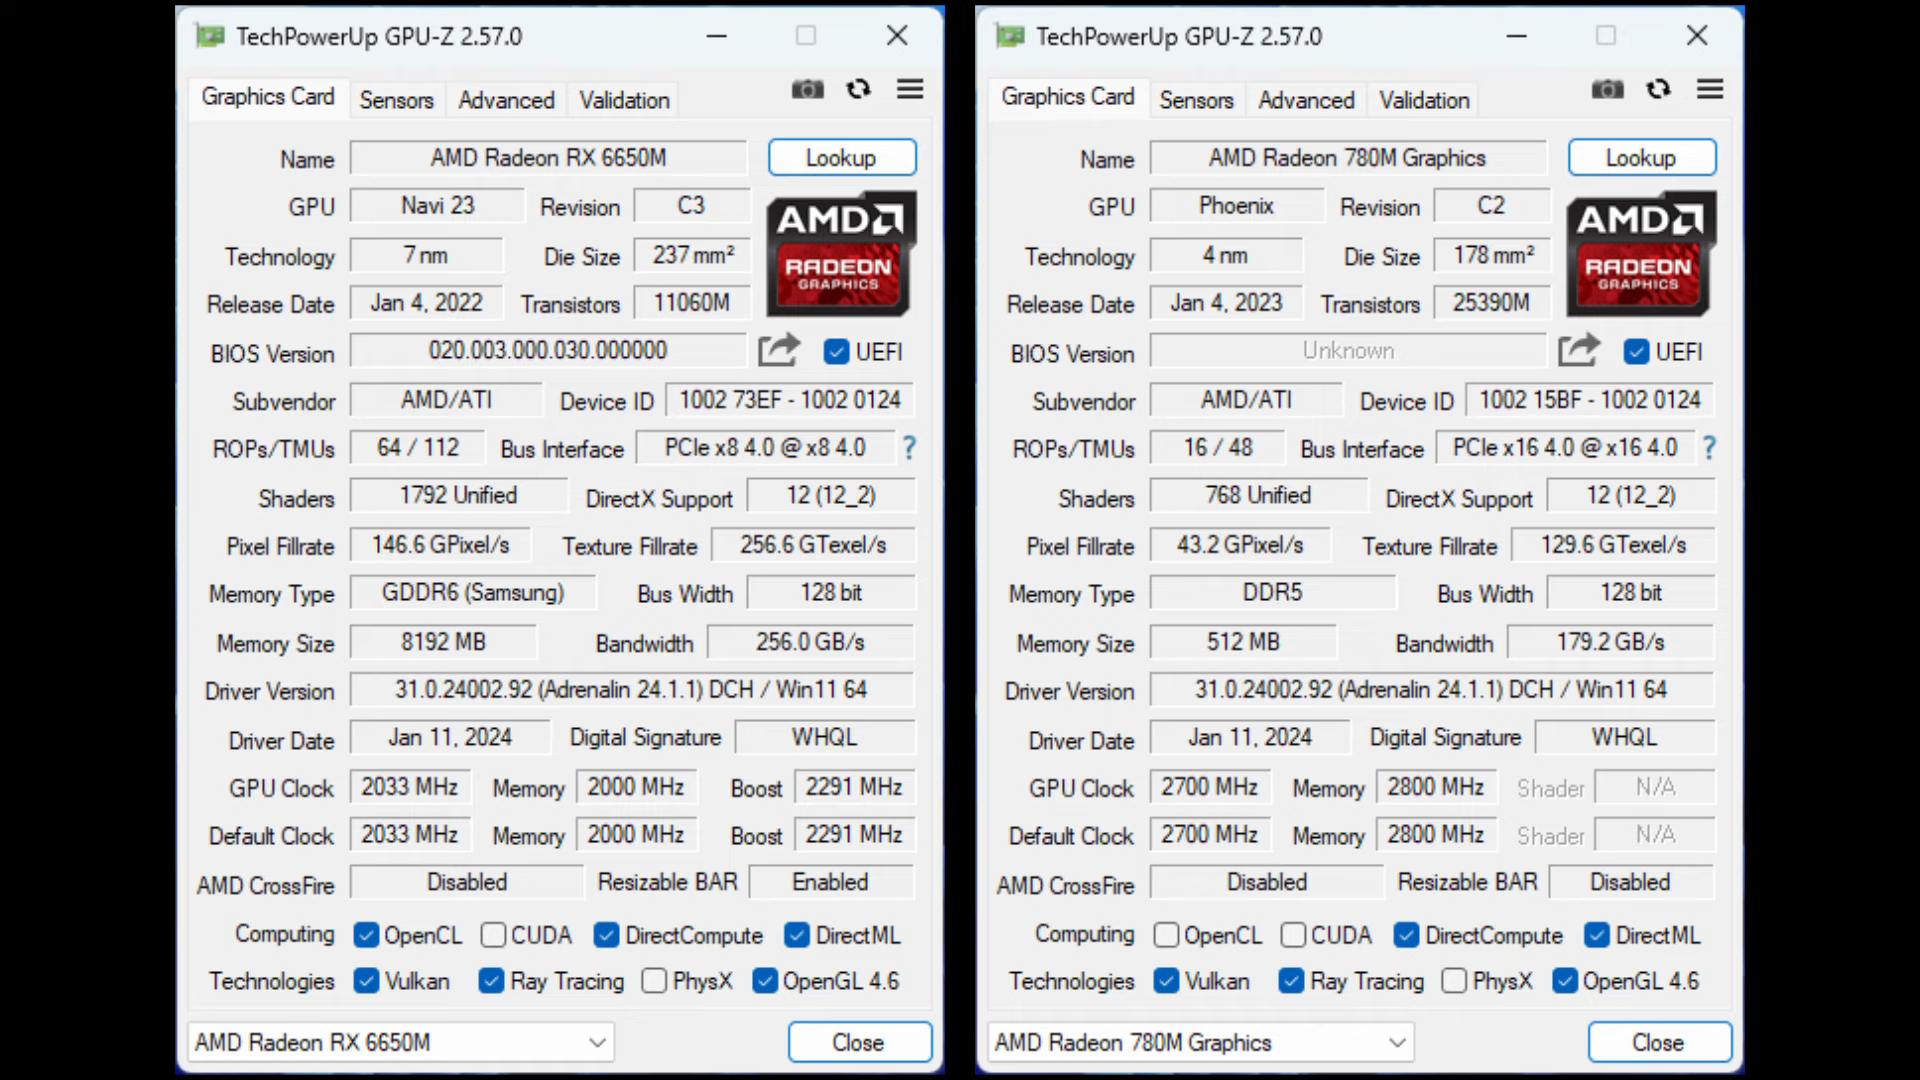 TechPowerUp GPU-Z 2.57.0
Graphics Card Sensors Advanced Validation
Name AMD Radeon RX 6650M Lookup
GPU Navi 23 Revision C3
AMD
RADEON
GRAPHICS
Technology 7 nm Die Size 237 mm²
Release Date Jan 4, 2022 Transistors 11060M
BIOS Version 020.003.000.030.000000 UEFI
Subvendor AMD/ATI Device ID 1002 73EF - 1002 0124
ROPs/TMUs 64 / 112 Bus Interface PCIe x8 4.0 @ x8 4.0 ?
Shaders 1792 Unified DirectX Support 12 (12_2)
Pixel Fillrate 146.6 GPixel/s Texture Fillrate 256.6 GTexel/s
Memory Type GDDR6 (Samsung) Bus Width 128 bit
Memory Size 8192 MB Bandwidth 256.0 GB/s
Driver Version 31.0.24002.92 (Adrenalin 24.1.1) DCH / Win11 64
Driver Date Jan 11, 2024 Digital Signature WHQL
GPU Clock 2033 MHz Memory 2000 MHz Boost 2291 MHz
Default Clock 2033 MHz Memory 2000 MHz Boost 2291 MHz
AMD CrossFire Disabled Resizable BAR Enabled
Computing OpenCL CUDA DirectCompute DirectML
Technologies Vulkan Ray Tracing PhysX OpenGL 4.6
AMD Radeon RX 6650M Close
TechPowerUp GPU-Z 2.57.0
Graphics Card Sensors Advanced Validation
Name AMD Radeon 780M Graphics Lookup
GPU Phoenix Revision C2
AMD
RADEON
GRAPHICS
Technology 4 nm Die Size 178 mm²
Release Date Jan 4, 2023 Transistors 25390M
BIOS Version Unknown UEFI
Subvendor AMD/ATI Device ID 1002 15BF - 1002 0124
ROPs/TMUs 16 / 48 Bus Interface PCIe x16 4.0 @ x16 4.0 ?
Shaders 768 Unified DirectX Support 12 (12_2)
Pixel Fillrate 43.2 GPixel/s Texture Fillrate 129.6 GTexel/s
Memory Type DDR5 Bus Width 128 bit
Memory Size 512 MB Bandwidth 179.2 GB/s
Driver Version 31.0.24002.92 (Adrenalin 24.1.1) DCH / Win11 64
Driver Date Jan 11, 2024 Digital Signature WHQL
GPU Clock 2700 MHz Memory 2800 MHz Shader N/A
Default Clock 2700 MHz Memory 2800 MHz Shader N/A
AMD CrossFire Disabled Resizable BAR Disabled
Computing OpenCL CUDA DirectCompute DirectML
Technologies Vulkan Ray Tracing PhysX OpenGL 4.6
AMD Radeon 780M Graphics Close